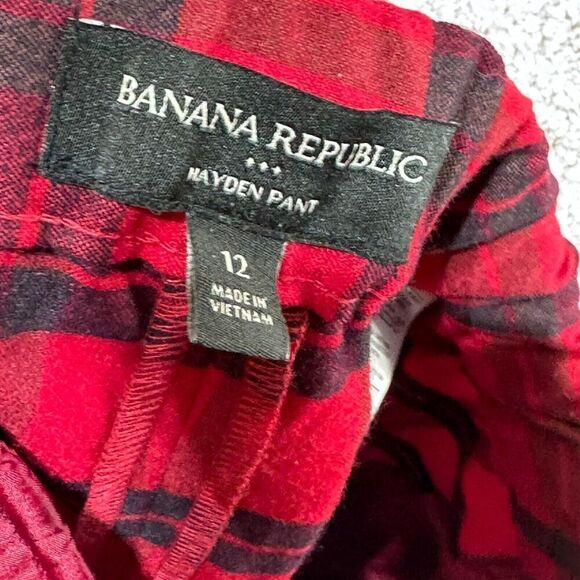 BANANA REPUBLIC
HAYDEN PANT
12
MADE IN
VIETNAM